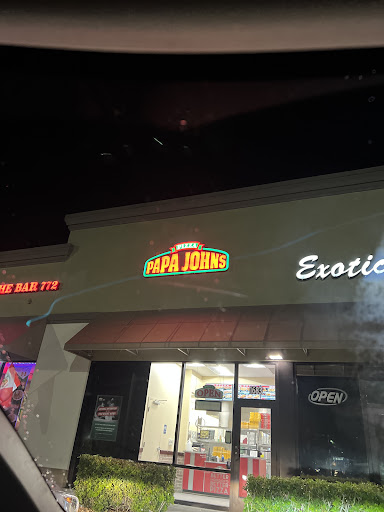 HE BAR 772
PIZZA
PAPA JOHNS
Exotic
OPEN